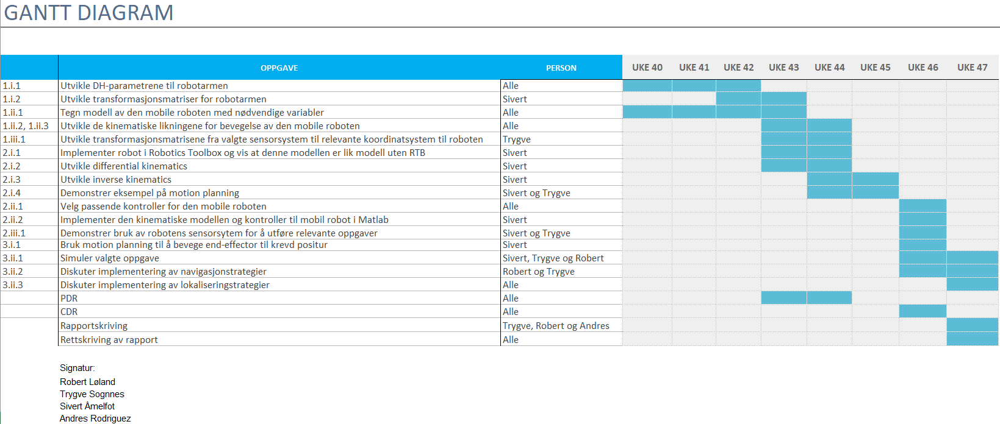 GANTT DIAGRAM
OPPGAVE PERSON UKE 40 UKE 41 UKE 42 UKE 43 UKE 44 UKE 45 UKE 46 UKE 47
1.i.1 Utvikle DH-parametrene til robotarmen Alle
1.i.2 Utvikle transformasjonsmatriser for robotarmen Sivert
1.ii.1 Tegn modell av den mobile roboten med nødvendige variabler Alle
1.ii.2, 1.ii.3 Utvikle de kinematiske likningene for bevegelse av den mobile roboten Alle
1.iii.1 Utvikle transformasjonsmatrisene fra valgte sensorsystem til relevante koordinatsystem til roboten Trygve
2.i.1 Implementer robot i Robotics Toolbox og vis at denne modellen er lik modell uten RTB Sivert
2.i.2 Utvikle differential kinematics Sivert
2.i.3 Utvikle inverse kinematics Sivert
2.i.4 Demonstrer eksempel på motion planning Sivert og Trygve
2.ii.1 Velg passende kontroller for den mobile roboten Alle
2.ii.2 Implementer den kinematiske modellen og kontroller til mobil robot i Matlab Sivert
2.iii.1 Demonstrer bruk av robotens sensorsytem for å utføre relevante oppgaver Sivert og Trygve
3.i.1 Bruk motion planning til å bevege end-effector til krevd positur Sivert
3.ii.1 Simuler valgte oppgave Sivert, Trygve og Robert
3.ii.2 Diskuter implementering av navigasjonstrategier Robert og Trygve
3.ii.3 Diskuter implementering av lokaliseringstrategier Alle
PDR Alle
CDR Alle
Rapportskriving Trygve, Robert og Andres
Rettskriving av rapport Alle
Signatur:
Robert Løland
Trygve Sognnes
Sivert Åmelfot
Andres Rodriguez